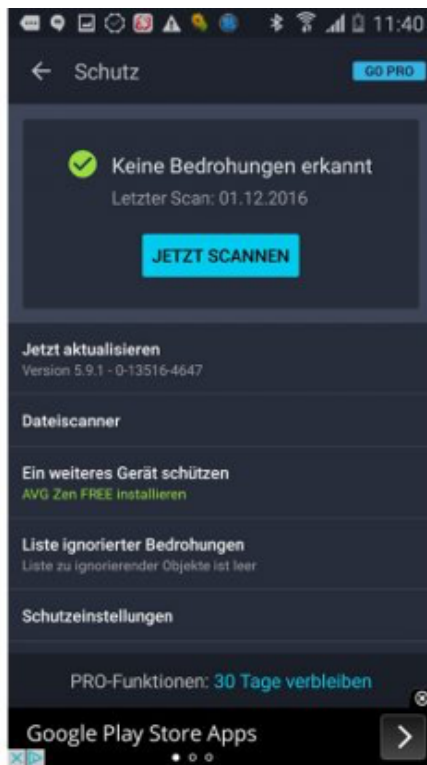 11:40
Schutz
GO PRO
Keine Bedrohungen erkannt
Letzter Scan: 01.12.2016
JETZT SCANNEN
Jetzt aktualisieren
Version 5.9.1 - 0-13516-4647
Dateiscanner
Ein weiteres Gerät schützen
AVG Zen FREE installieren
Liste ignorierter Bedrohungen
Liste zu ignorierender Objekte ist leer
Schutzeinstellungen
PRO-Funktionen: 30 Tage verbleiben
Google Play Store Apps